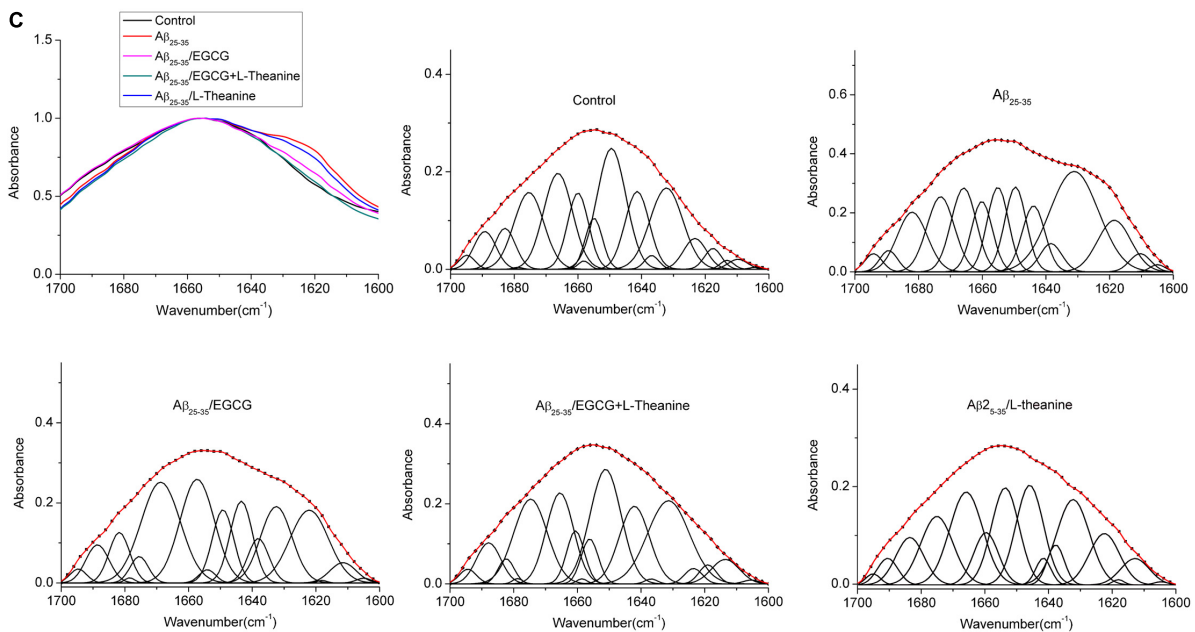 C
Control
Aβ25-35
Aβ25-35/EGCG
Aβ25-35/EGCG+L-Theanine
Aβ25-35/L-Theanine
1.5
1.0
0.5
0.0
Absorbance
1700 1680 1660 1640 1620 1600
Wavenumber(cm-1)
Control
0.4
0.2
0.0
Absorbance
1700 1680 1660 1640 1620 1600
Wavenumber(cm-1)
Aβ25-35
0.6
0.4
0.2
0.0
Absorbance
1700 1680 1660 1640 1620 1600
Wavenumber(cm-1)
Aβ25-35/EGCG
0.4
0.2
0.0
Absorbance
1700 1680 1660 1640 1620 1600
Wavenumber(cm-1)
Aβ25-35/EGCG+L-Theanine
0.4
0.2
0.0
Absorbance
1700 1680 1660 1640 1620 1600
Wavenumber(cm-1)
Aβ25-35/L-theanine
0.4
0.2
0.0
Absorbance
1700 1680 1660 1640 1620 1600
Wavenumber(cm-1)